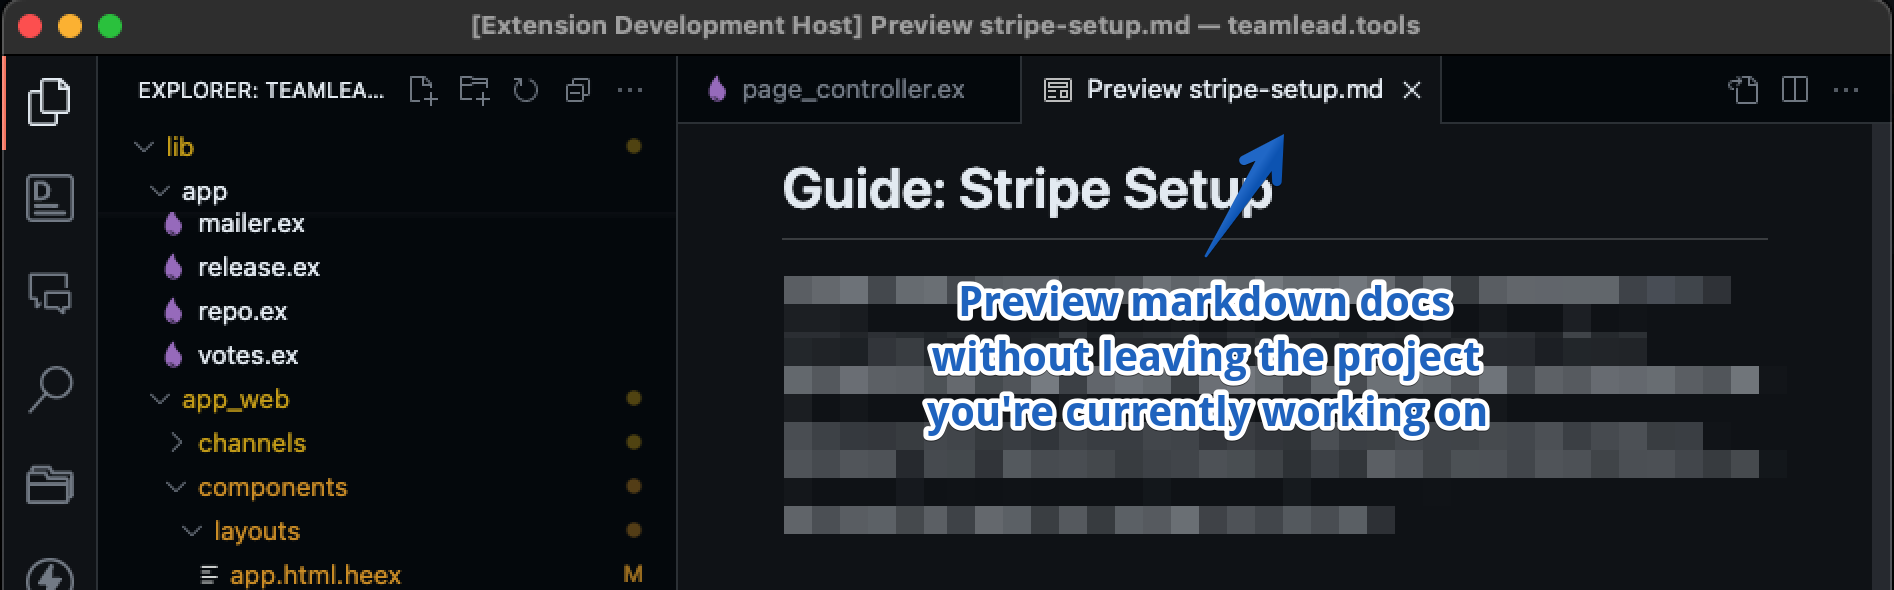 [Extension Development Host] Preview stripe-setup.md — teamlead.tools
EXPLORER: TEAMLEA...
page_controller.ex
Preview stripe-setup.md
lib
app
mailer.ex
release.ex
repo.ex
votes.ex
app_web
channels
components
layouts
app.html.heex M
Guide: Stripe Setup
Preview markdown docs
without leaving the project
you're currently working on